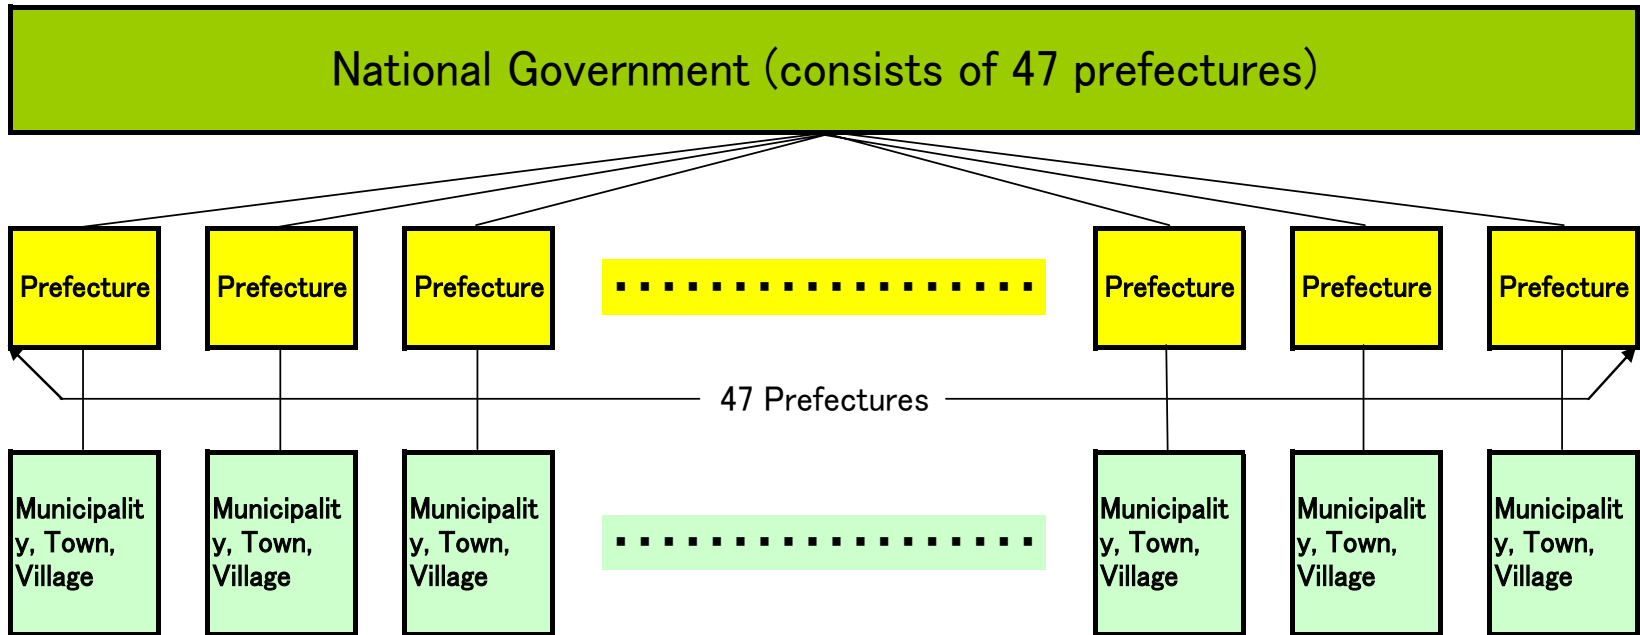 National Government (consists of 47 prefectures)
Prefecture
Prefecture
Prefecture
Prefecture
Prefecture
Prefecture
47 Prefectures
Municipalit
y, Town,
Village
Municipalit
y, Town,
Village
Municipalit
y, Town,
Village
Municipalit
y, Town,
Village
Municipalit
y, Town,
Village
Municipalit
y, Town,
Village